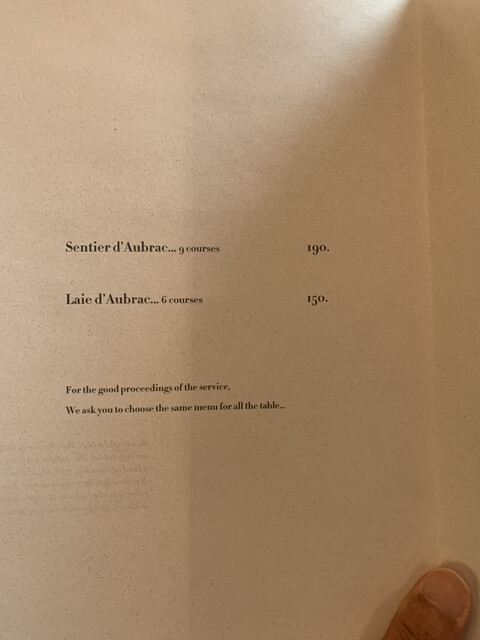 Sentier d'Aubrac... 9 courses 190.
Laie d'Aubrac... 6 courses 150.
For the good proceedings of the service,
We ask you to choose the same menu for all the table...